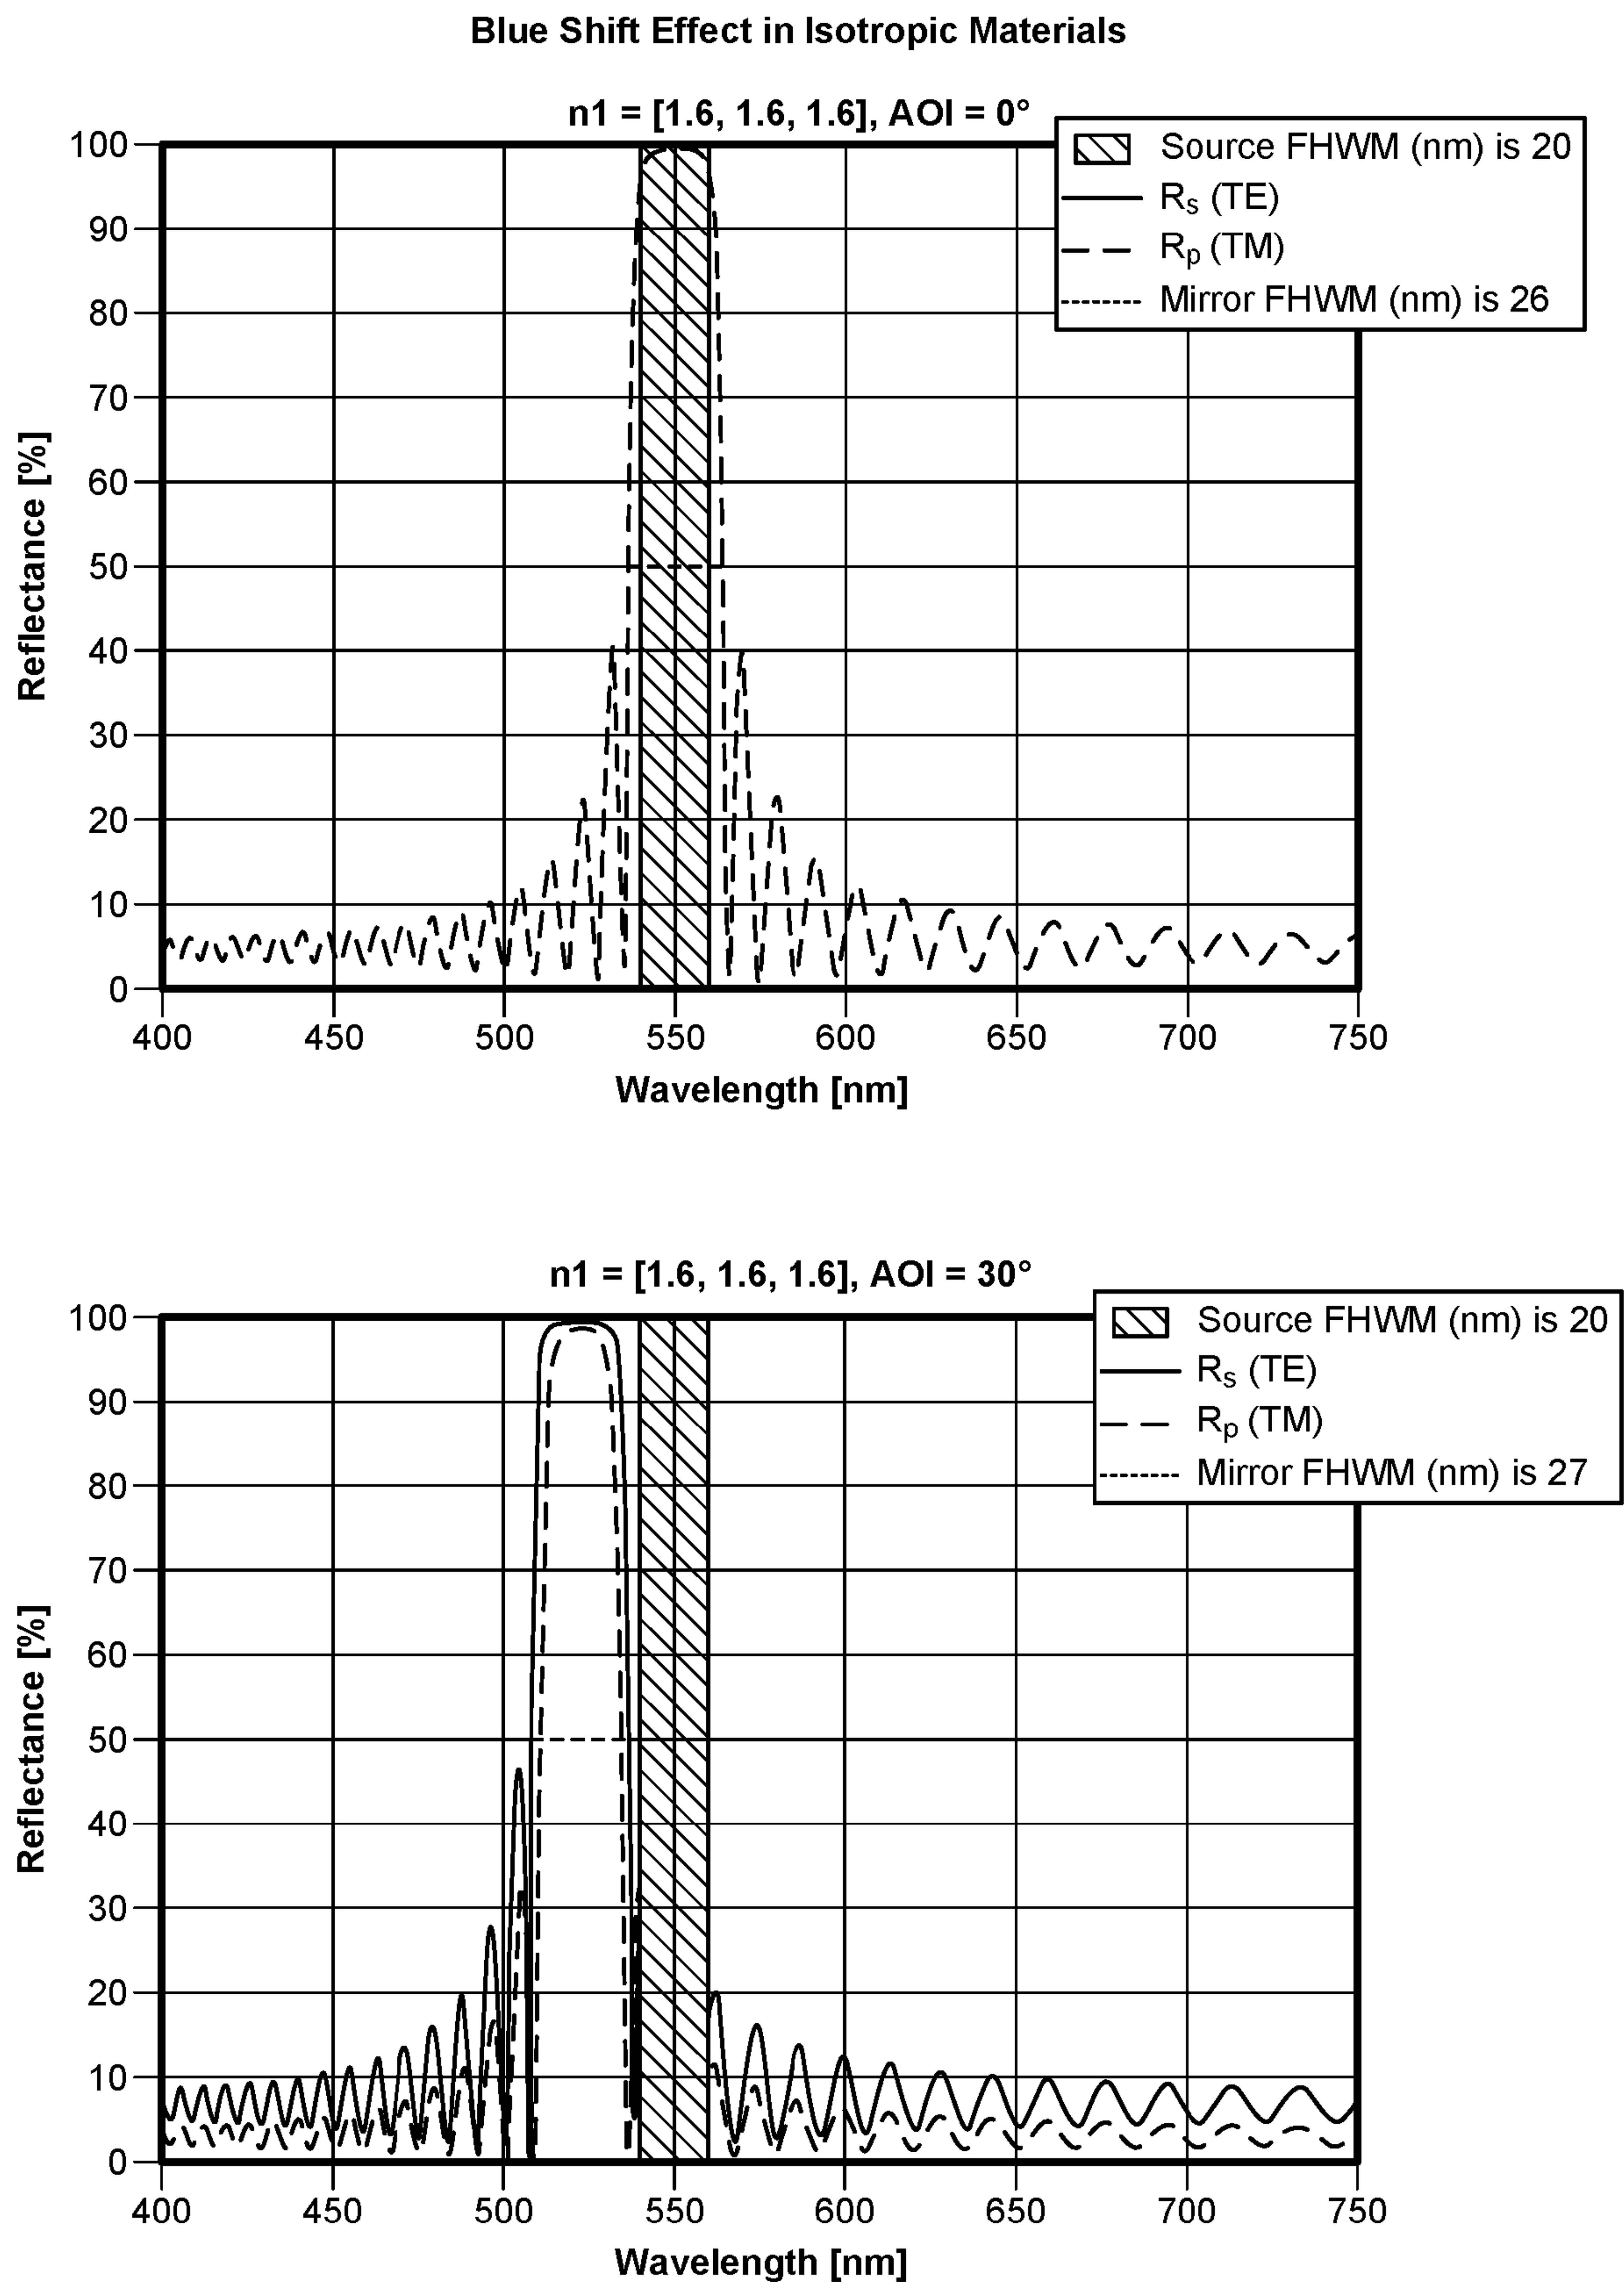 Blue Shift Effect in Isotropic Materials
n1 = [1.6, 1.6, 1.6], AOI = 0°
Source FHWM (nm) is 20
Rs (TE)
Rp (TM)
Mirror FHWM (nm) is 26
100
90
80
70
60
50
40
30
20
10
0
Reflectance [%]
400 450 500 550 600 650 700 750
Wavelength [nm]
n1 = [1.6, 1.6, 1.6], AOI = 30°
Source FHWM (nm) is 20
Rs (TE)
Rp (TM)
Mirror FHWM (nm) is 27
100
90
80
70
60
50
40
30
20
10
0
Reflectance [%]
400 450 500 550 600 650 700 750
Wavelength [nm]